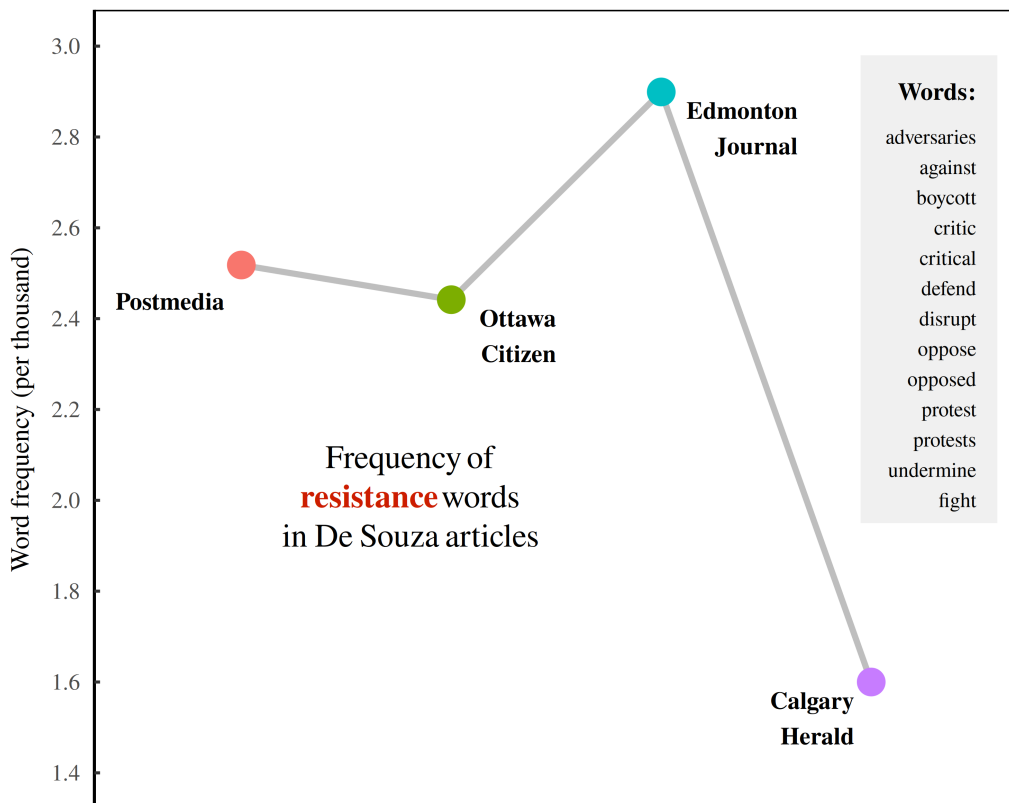 3.0
2.8
2.6
2.4
2.2
2.0
1.8
1.6
1.4
Word frequency (per thousand)
Postmedia
Ottawa
Citizen
Edmonton
Journal
Calgary
Herald
Frequency of
resistance words
in De Souza articles
Words:
adversaries
against
boycott
critic
critical
defend
disrupt
oppose
opposed
protest
protests
undermine
fight